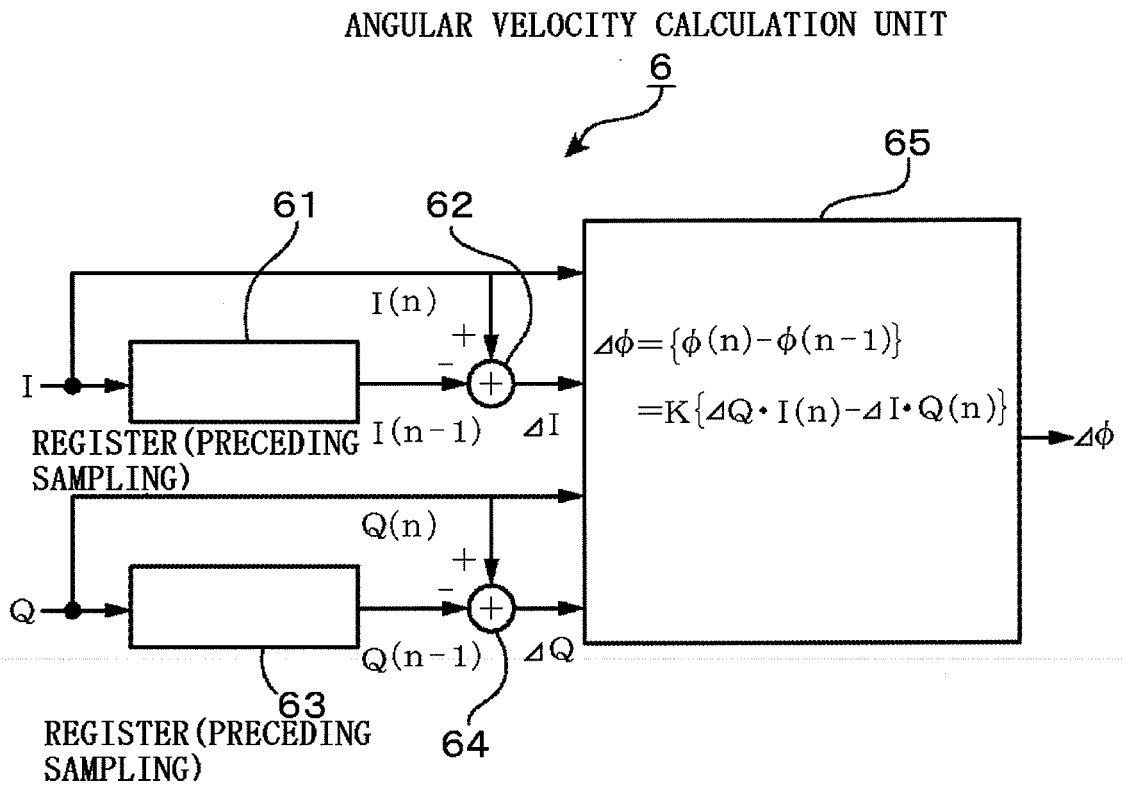 ANGULAR VELOCITY CALCULATION UNIT
6
65
61
62
I(n)
+
-
+
Δϕ={ϕ(n)-ϕ(n-1)}
=K{ΔQ・I(n)-ΔI・Q(n)}
I
I(n-1)
ΔI
Δϕ
REGISTER(PRECEDING
SAMPLING)
Q(n)
+
-
+
Q
Q(n-1)
ΔQ
63
64
REGISTER(PRECEDING
SAMPLING)